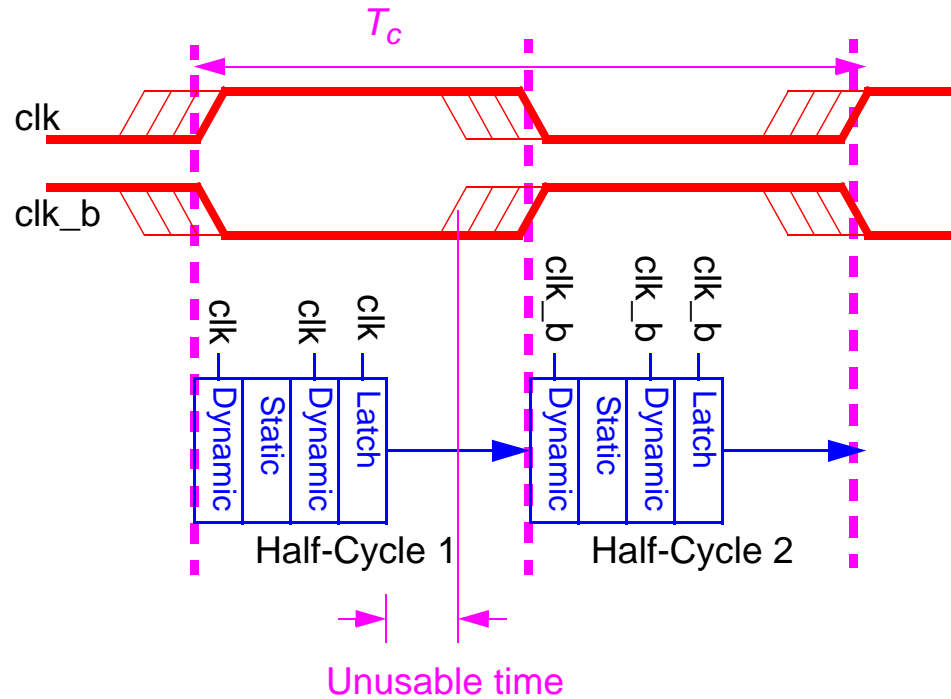 T_c
clk
clk_b
clk
clk
clk
clk_b
clk_b
clk_b
Dynamic
Static
Dynamic
Latch
Dynamic
Static
Dynamic
Latch
Half-Cycle 1
Half-Cycle 2
Unusable time